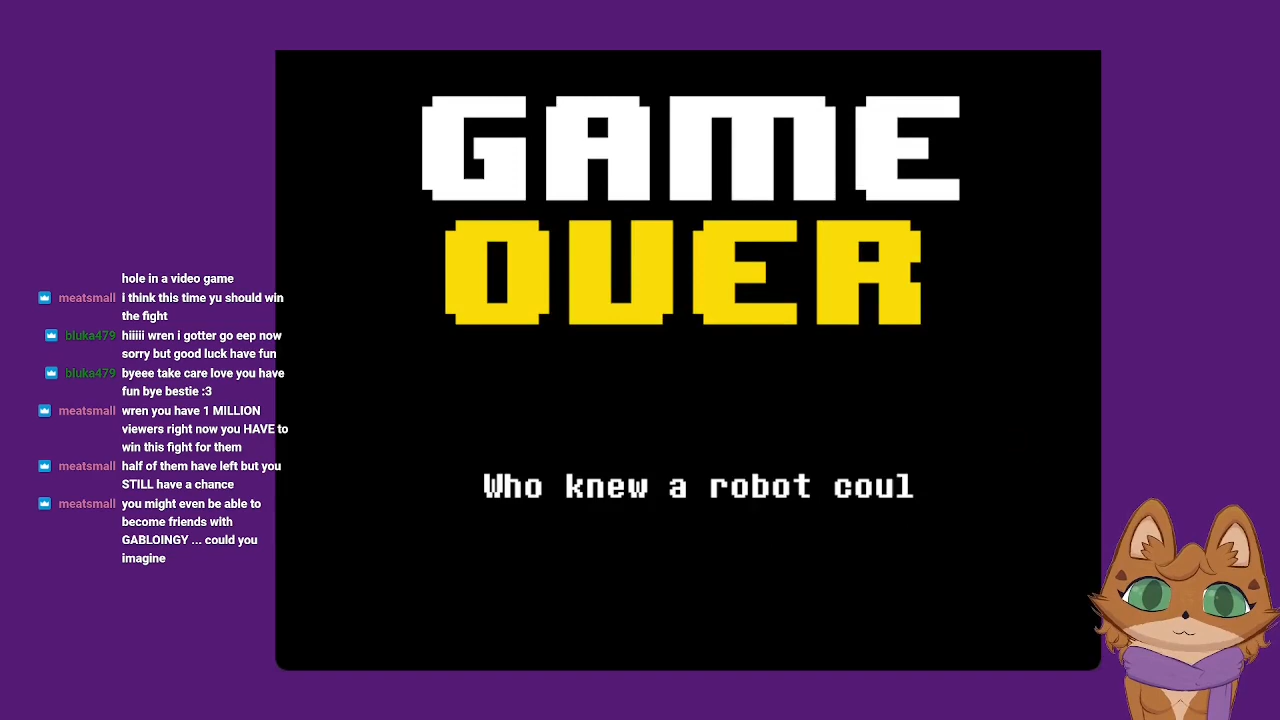 hole in a video game
meatsmall i think this time yu should win
the fight
bluka479 hiiiii wren i gotter go eep now
sorry but good luck have fun
bluka479 byeee take care love you have
fun bye bestie :3
meatsmall wren you have 1 MILLION
viewers right now you HAVE to
win this fight for them
meatsmall half of them have left but you
STILL have a chance
meatsmall you might even be able to
become friends with
GABLOINGY ... could you
imagine
GAME
OVER
Who knew a robot coul